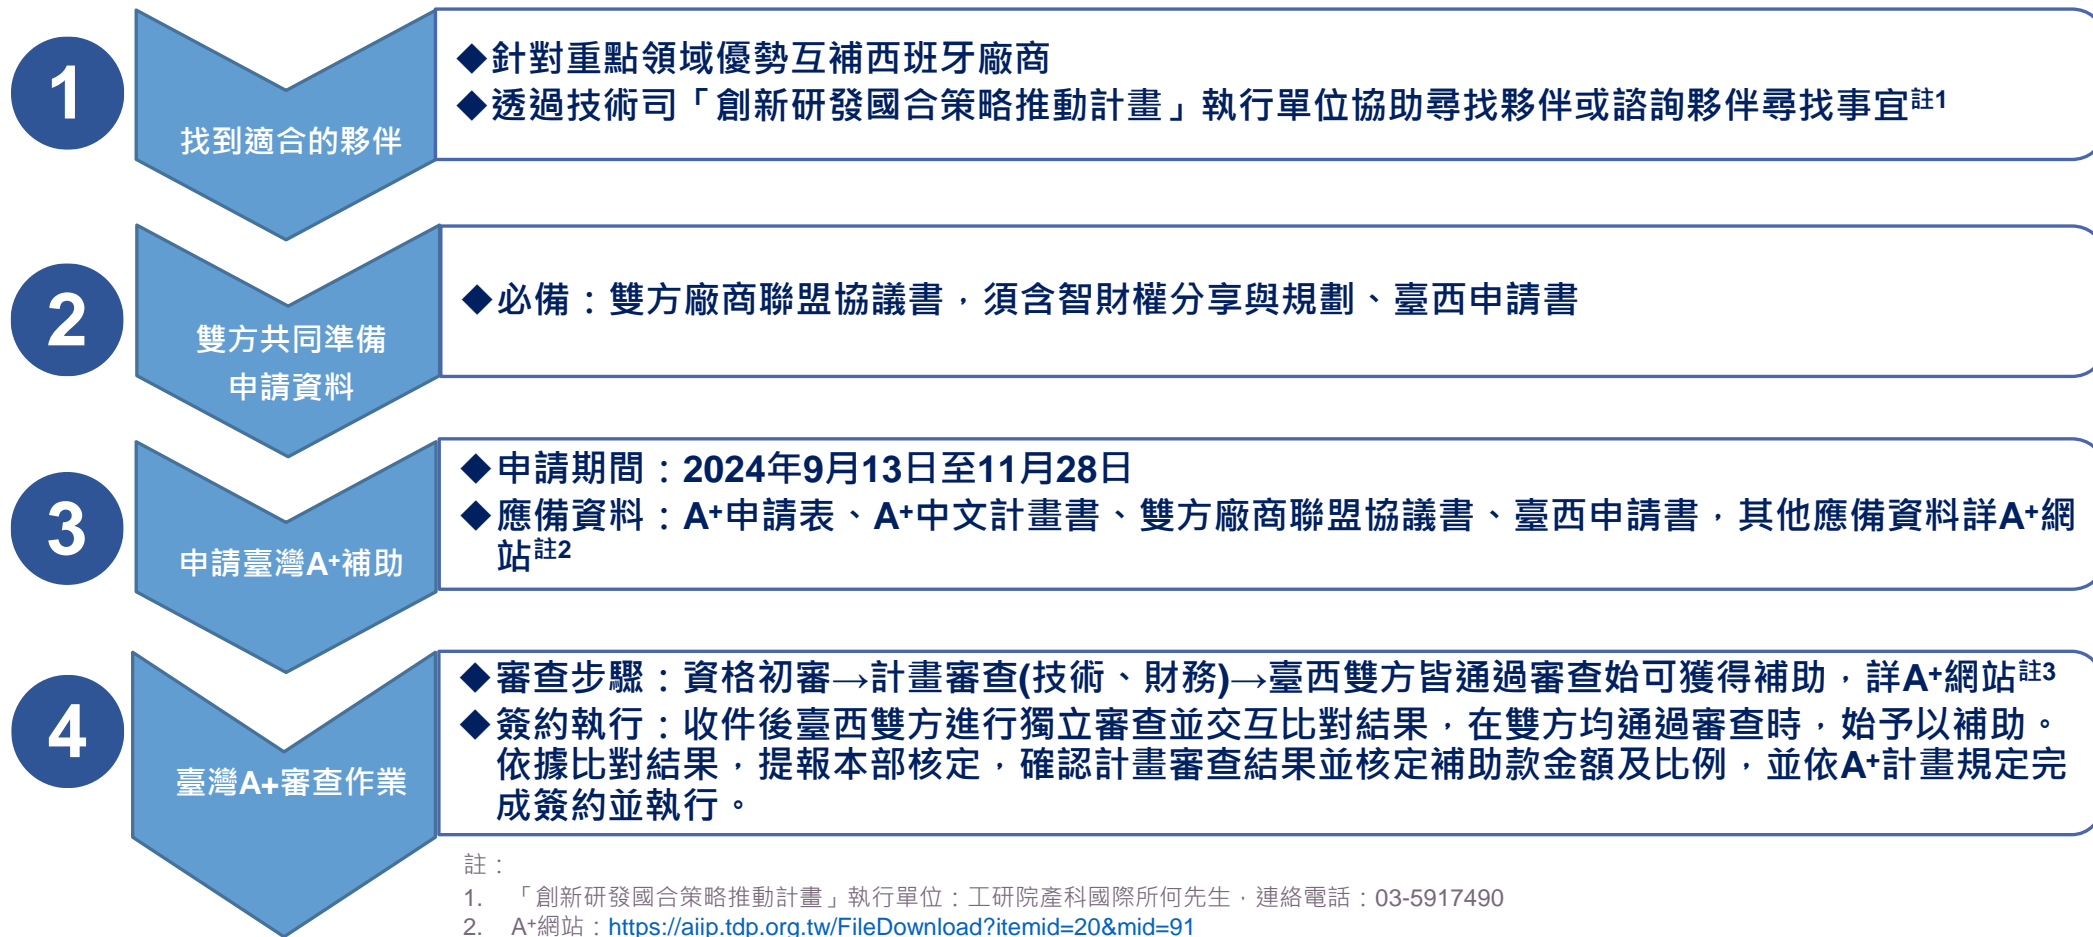 1
找到適合的夥伴
◆針對重點領域優勢互補西班牙廠商
◆透過技術司「創新研發國合策略推動計畫」執行單位協助尋找夥伴或諮詢夥伴尋找事宜註1
2
雙方共同準備
申請資料
◆必備：雙方廠商聯盟協議書，須含智財權分享與規劃、臺西申請書
3
申請臺灣A+補助
◆申請期間：2024年9月13日至11月28日
◆應備資料：A+申請表、A+中文計畫書、雙方廠商聯盟協議書、臺西申請書，其他應備資料詳A+網
站註2
4
臺灣A+審查作業
◆審查步驟：資格初審→計畫審查(技術、財務)→臺西雙方皆通過審查始可獲得補助，詳A+網站註3
◆簽約執行：收件後臺西雙方進行獨立審查並交互比對結果，在雙方均通過審查時，始予以補助。
依據比對結果，提報本部核定，確認計畫審查結果並核定補助款金額及比例，並依A+計畫規定完
成簽約並執行。
註：
1. 「創新研發國合策略推動計畫」執行單位：工研院產科國際所何先生，連絡電話：03-5917490
2. A+網站：https://aiip.tdp.org.tw/FileDownload?itemid=20&mid=91